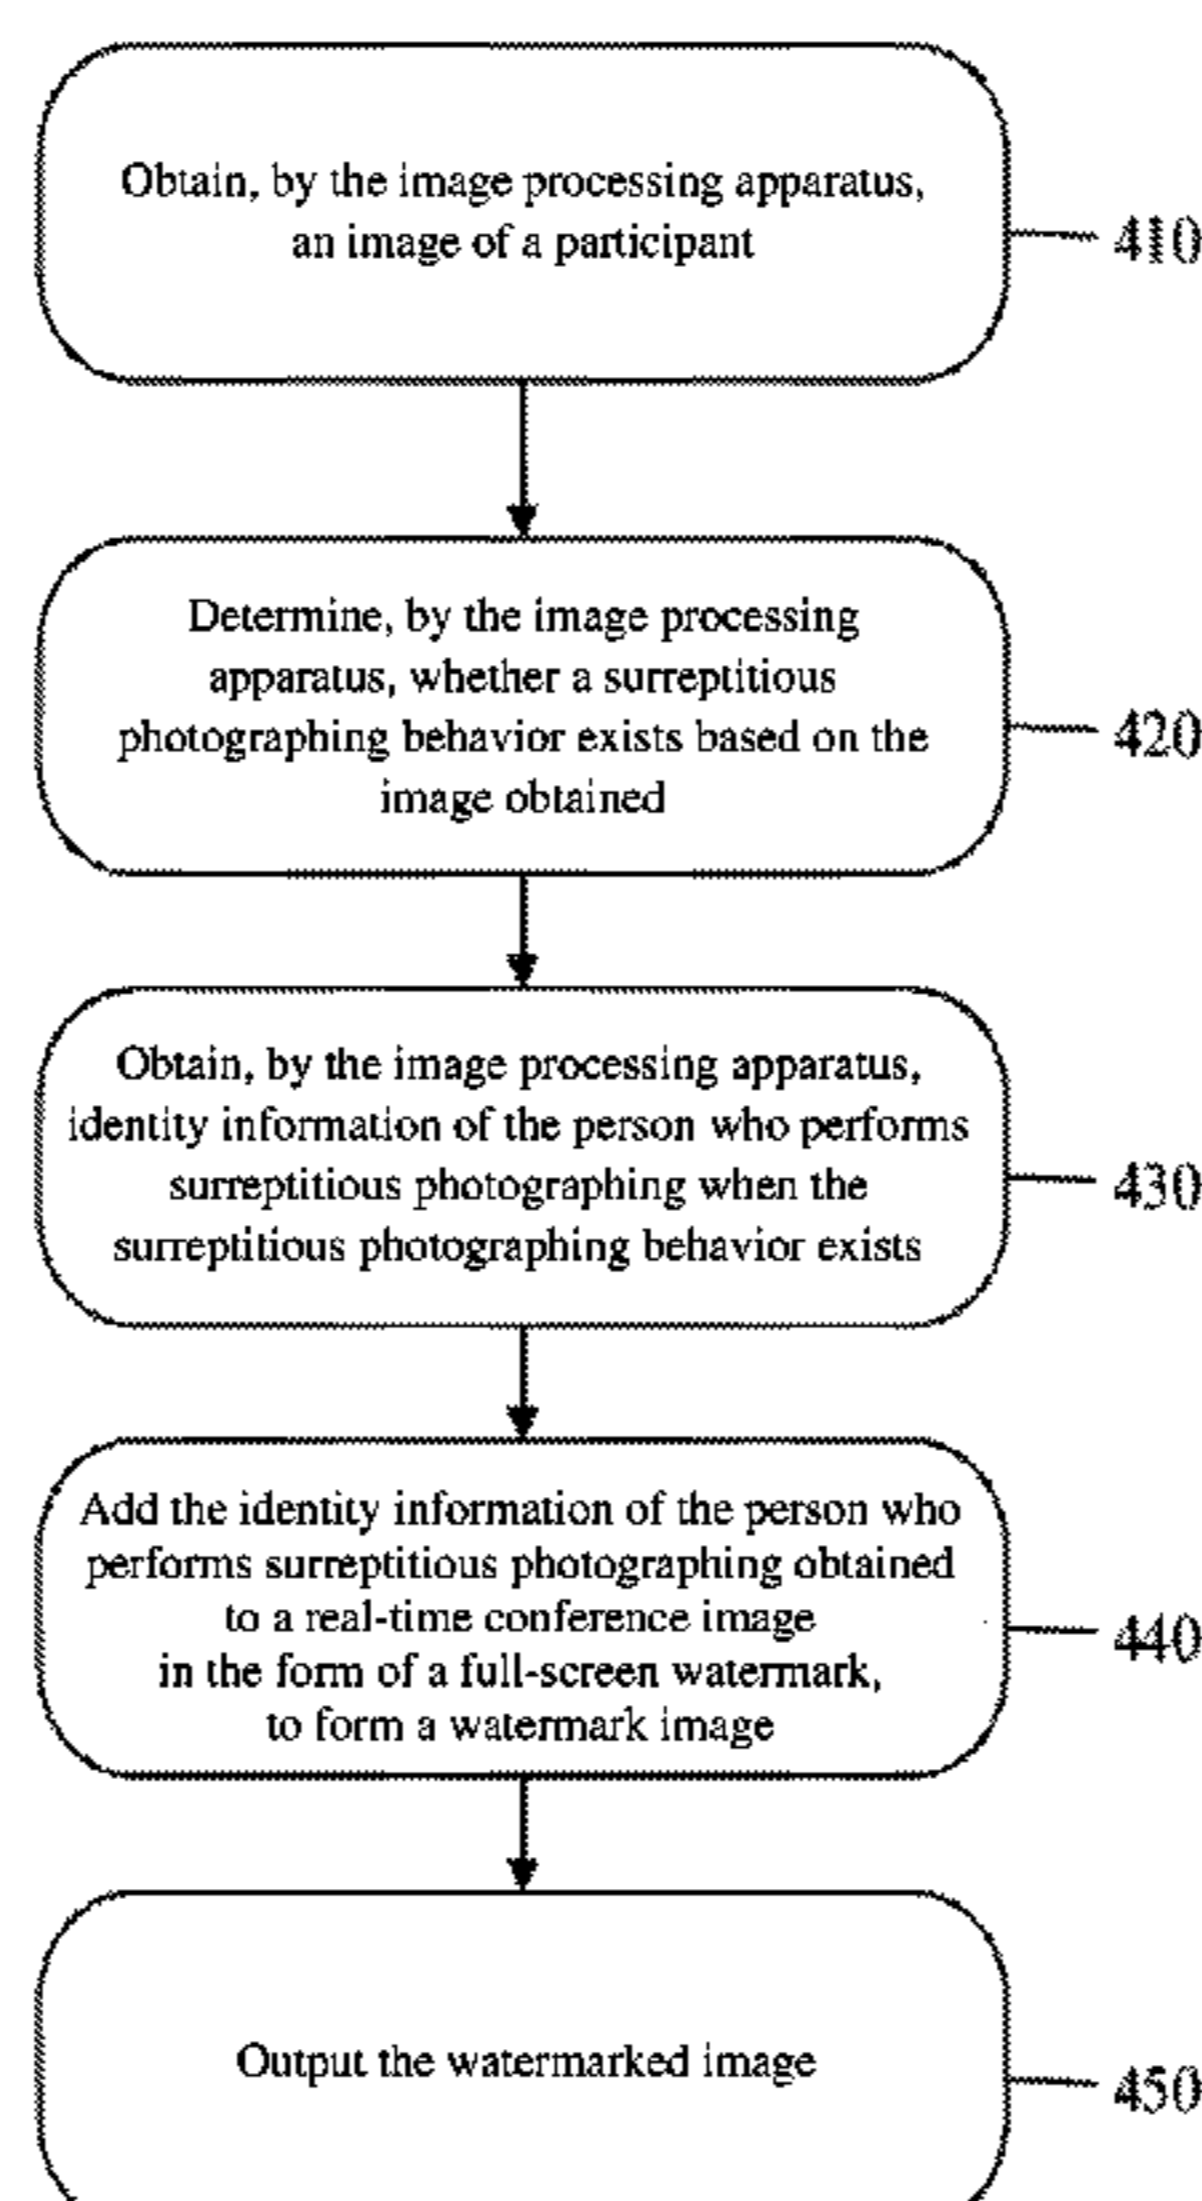 Obtain, by the image processing apparatus,
an image of a participant
410
Determine, by the image processing
apparatus, whether a surreptitious
photographing behavior exists based on the
image obtained
420
Obtain, by the image processing apparatus,
identity information of the person who performs
surreptitious photographing when the
surreptitious photographing behavior exists
430
Add the identity information of the person who
performs surreptitious photographing obtained
to a real-time conference image
in the form of a full-screen watermark,
to form a watermark image
440
Output the watermarked image
450